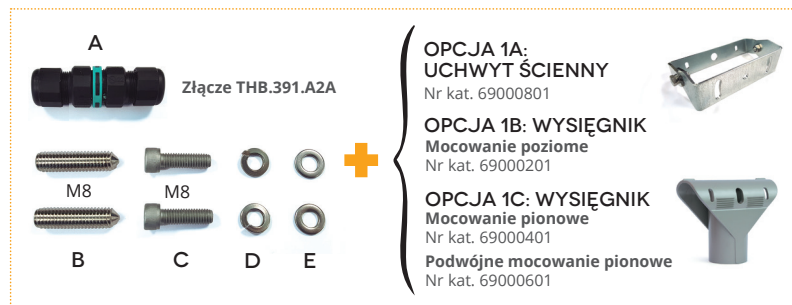 A
Złącze THB.391.A2A
M8
M8
B
C
D
E
OPCJA 1A:
UCHWYT ŚCIENNY
Nr kat. 69000801
OPCJA 1B: WYSIĘGNIK
Mocowanie poziome
Nr kat. 69000201
OPCJA 1C: WYSIĘGNIK
Mocowanie pionowe
Nr kat. 69000401
Podwójne mocowanie pionowe
Nr kat. 69000601